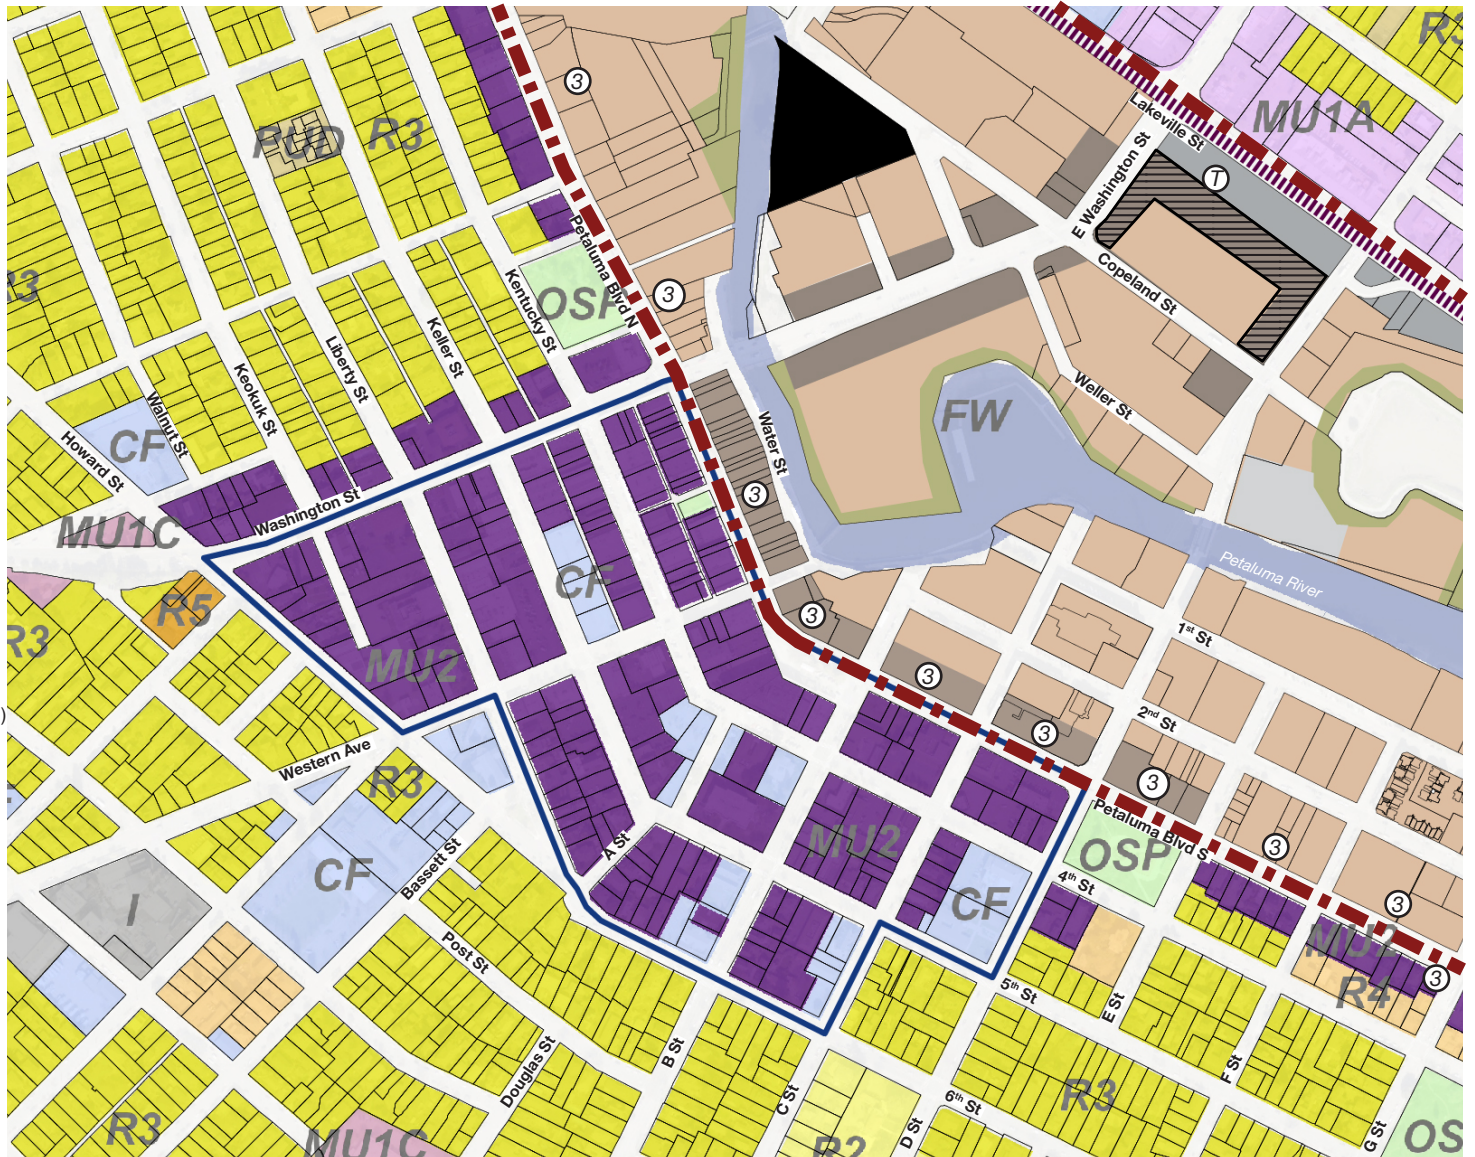 R3
3
Lakeville St
MU1A
PUD
R3
E Washington St
T
Petaluma Blvd N
R3
OSP
Kentucky St
3
Copeland St
Keller St
Liberty St
Keokuk St
Walnut St
Howard St
CF
Weller St
FW
Water St
3
Washington St
MU1C
Petaluma River
CF
R5
R3
3
1st St
MU2
3
2nd St
3
3
Western Ave
R3
)
Petaluma Blvd S
3
A St
MU2
OSP
CF
Bassett St
4th St
CF
3
I
MU2
Post St
3
R4
5th St
E St
Douglas St
B St
F St
C St
R3
6th St
D St
G St
R3
MU1C
R2
OS